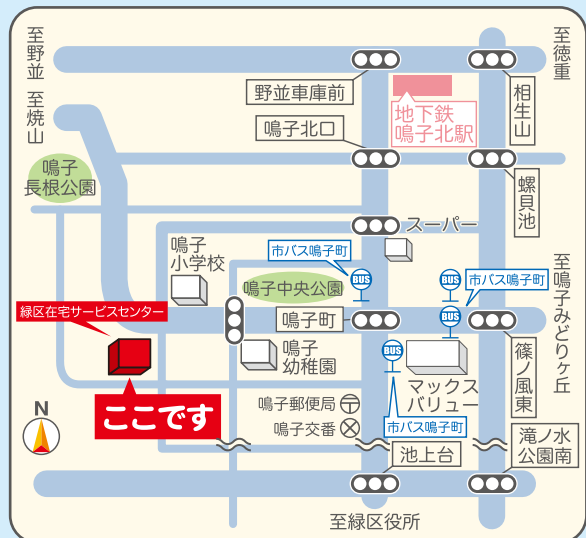 至野並
至徳重
野並車庫前
地下鉄
鳴子北駅
相生山
至焼山
鳴子北口
鳴子
長根公園
螺貝池
スーパー
鳴子
小学校
市バス鳴子町
至鳴子みどりヶ丘
BUS
BUS
市バス鳴子町
鳴子中央公園
緑区在宅サービスセンター
鳴子町
BUS
篠ノ風東
鳴子
幼稚園
BUS
マックス
バリュー
ここです
鳴子郵便局
市バス鳴子町
N
鳴子交番
池上台
滝ノ水
公園南
至緑区役所